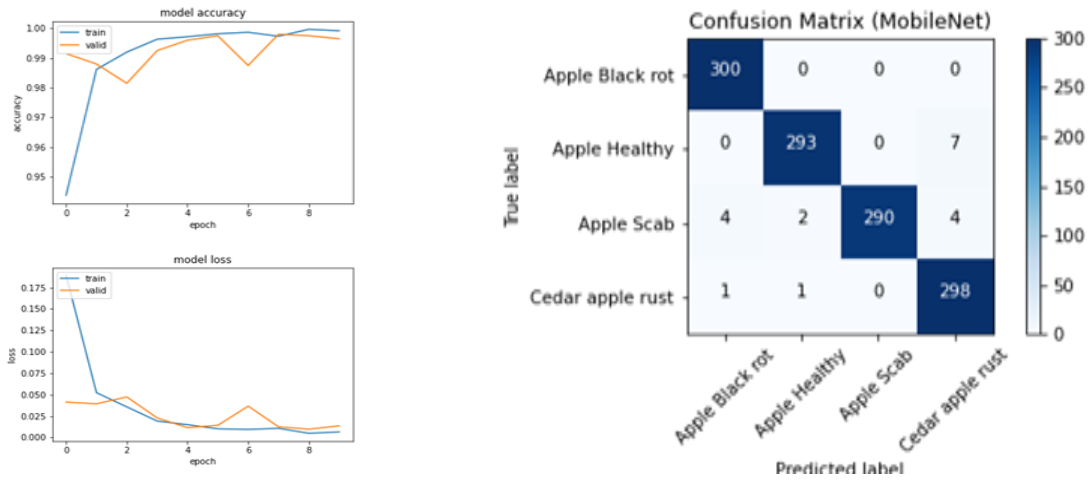 model accuracy
train
valid
1.00
0.99
0.98
0.97
0.96
0.95
accuracy
0 2 4 6 8
epoch
model loss
train
valid
0.175
0.150
0.125
0.100
0.075
0.050
0.025
0.000
loss
0 2 4 6 8
epoch
Confusion Matrix (MobileNet)
True label
Apple Black rot 300 0 0 0
Apple Healthy 0 293 0 7
Apple Scab 4 2 290 4
Cedar apple rust 1 1 0 298
Apple Black rot
Apple Healthy
Apple Scab
Cedar apple rust
Predicted label
300
250
200
150
100
50
0